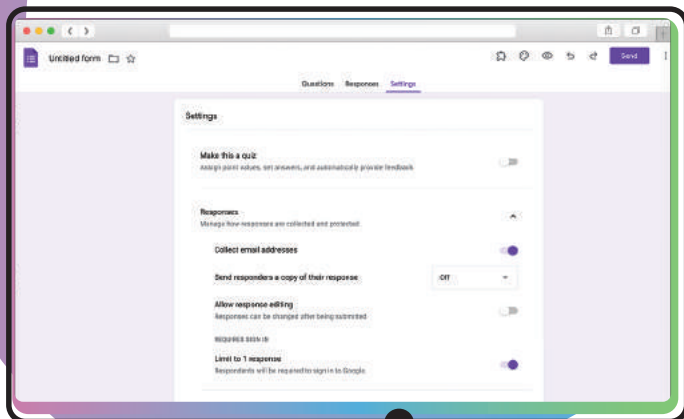 Untitled form
Send
Questions Responses Settings
Settings
Make this a quiz
Assign point values, set answers, and automatically provide feedback
Responses
Manage how responses are collected and protected
Collect email addresses
Send responders a copy of their response
Off
Allow response editing
Responses can be changed after being submitted
REQUIRES SIGN IN
Limit to 1 response
Respondents will be required to sign in to Google.